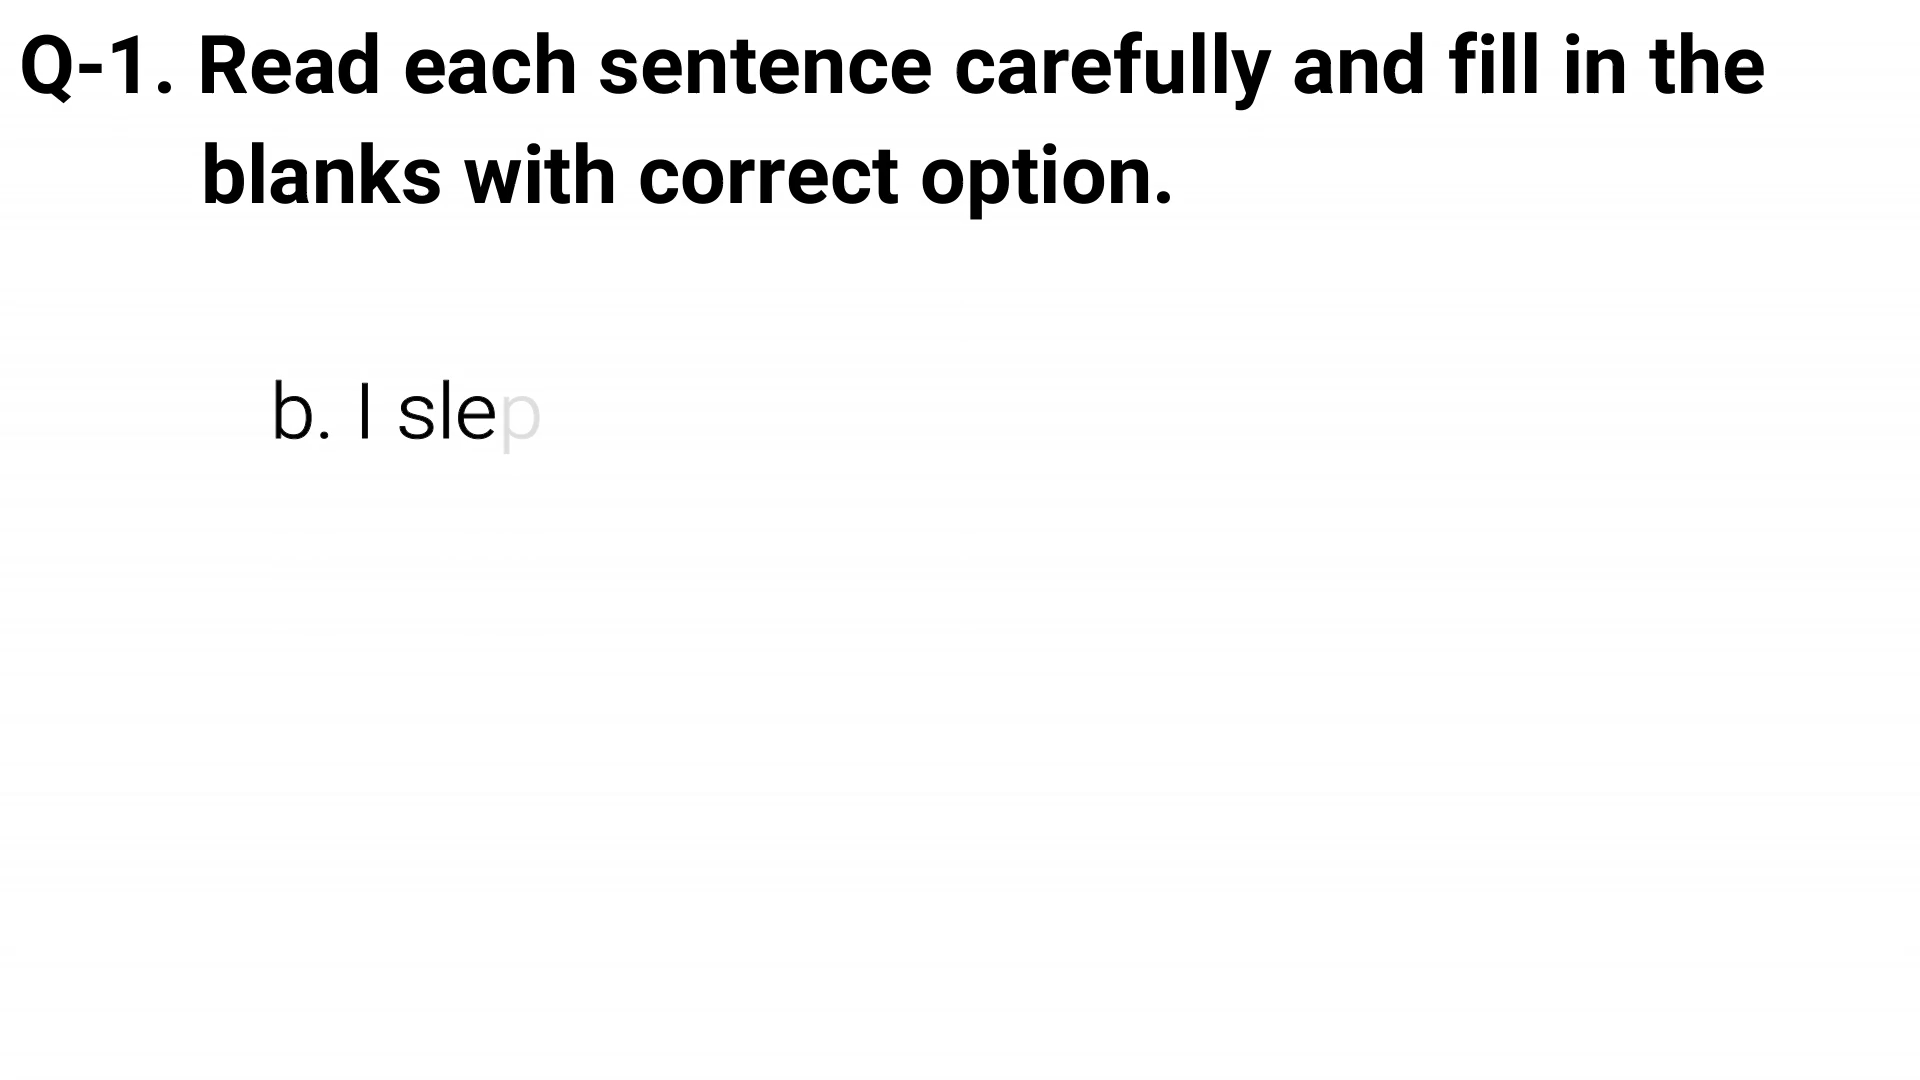 Q-1. Read each sentence carefully and fill in the
blanks with correct option.
b. I slep